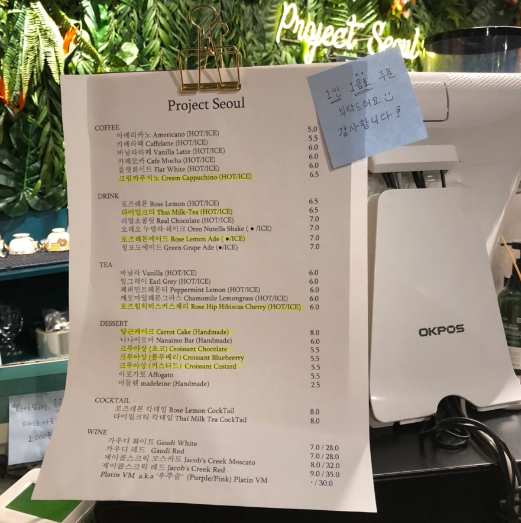 Project Seoul
1인 1음료 주문
부탁드려요
감사합니다!
Project Seoul
COFFEE
아메리카노 Americano (HOT/ICE) 5.0
카페라떼 Caffelatte (HOT/ICE) 5.5
바닐라라떼 Vanilla Latte (HOT/ICE) 6.0
카페모카 Cafe Mocha (HOT/ICE) 6.0
플랫화이트 Flat White (HOT/ICE) 6.0
크림카푸치노 Cream Cappuchino (HOT/ICE) 6.5
DRINK
로즈레몬 Rose Lemon (HOT/ICE) 6.5
타이밀크티 Thai Milk-Tea (HOT/ICE) 6.5
리얼초콜릿 Real Chocolate (HOT/ICE) 7.0
오레오 누텔라 쉐이크 Oreo Nutella Shake ( ● /ICE) 7.0
로즈레몬에이드 Rose Lemon Ade ( ●/ICE) 7.0
청포도에이드 Green Grape Ade (●/ICE) 7.0
TEA
바닐라 Vanilla (HOT/ICE) 6.0
얼그레이 Earl Grey (HOT/ICE) 6.0
페퍼민트레몬티 Peppermint Lemon (HOT/ICE) 6.0
캐모마일레몬그라스 Chamomile Lemongrass (HOT/ICE) 6.0
로즈힙히비커스체리 Rose Hip Hibiscus Cherry (HOT/ICE) 6.0
DESSERT
당근케이크 Carrot Cake (Handmade) 8.0
나나이모바 Nanaimo Bar (Handmade) 6.0
크루아상 (초코) Croissant Chocolate 5.5
크루아상 (블루베리) Croissant Bluebeerry 5.5
크루아상 (커스타드) Croissant Custard 5.5
아포가토 Affogato 5.5
마들렌 madeleine (Handmade) 2.5
COCKTAIL
로즈레몬 칵테일 Rose Lemon CockTail 8.0
타이밀크티 칵테일 Thai Milk Tea CockTail 8.0
WINE
가우디 화이트 Gaudi White 7.0 / 28.0
가우디 레드 Gaudi Red 7.0 / 28.0
제이콥스크릭 모스카토 Jacob's Creek Moscato 8.0 / 32.0
제이콥스크릭 레드 Jacob's Creek Red 9.0 / 35.0
Platin VM a.k.a '우주술' (Purple/Pink) Platin VM - / 30.0
OKPOS